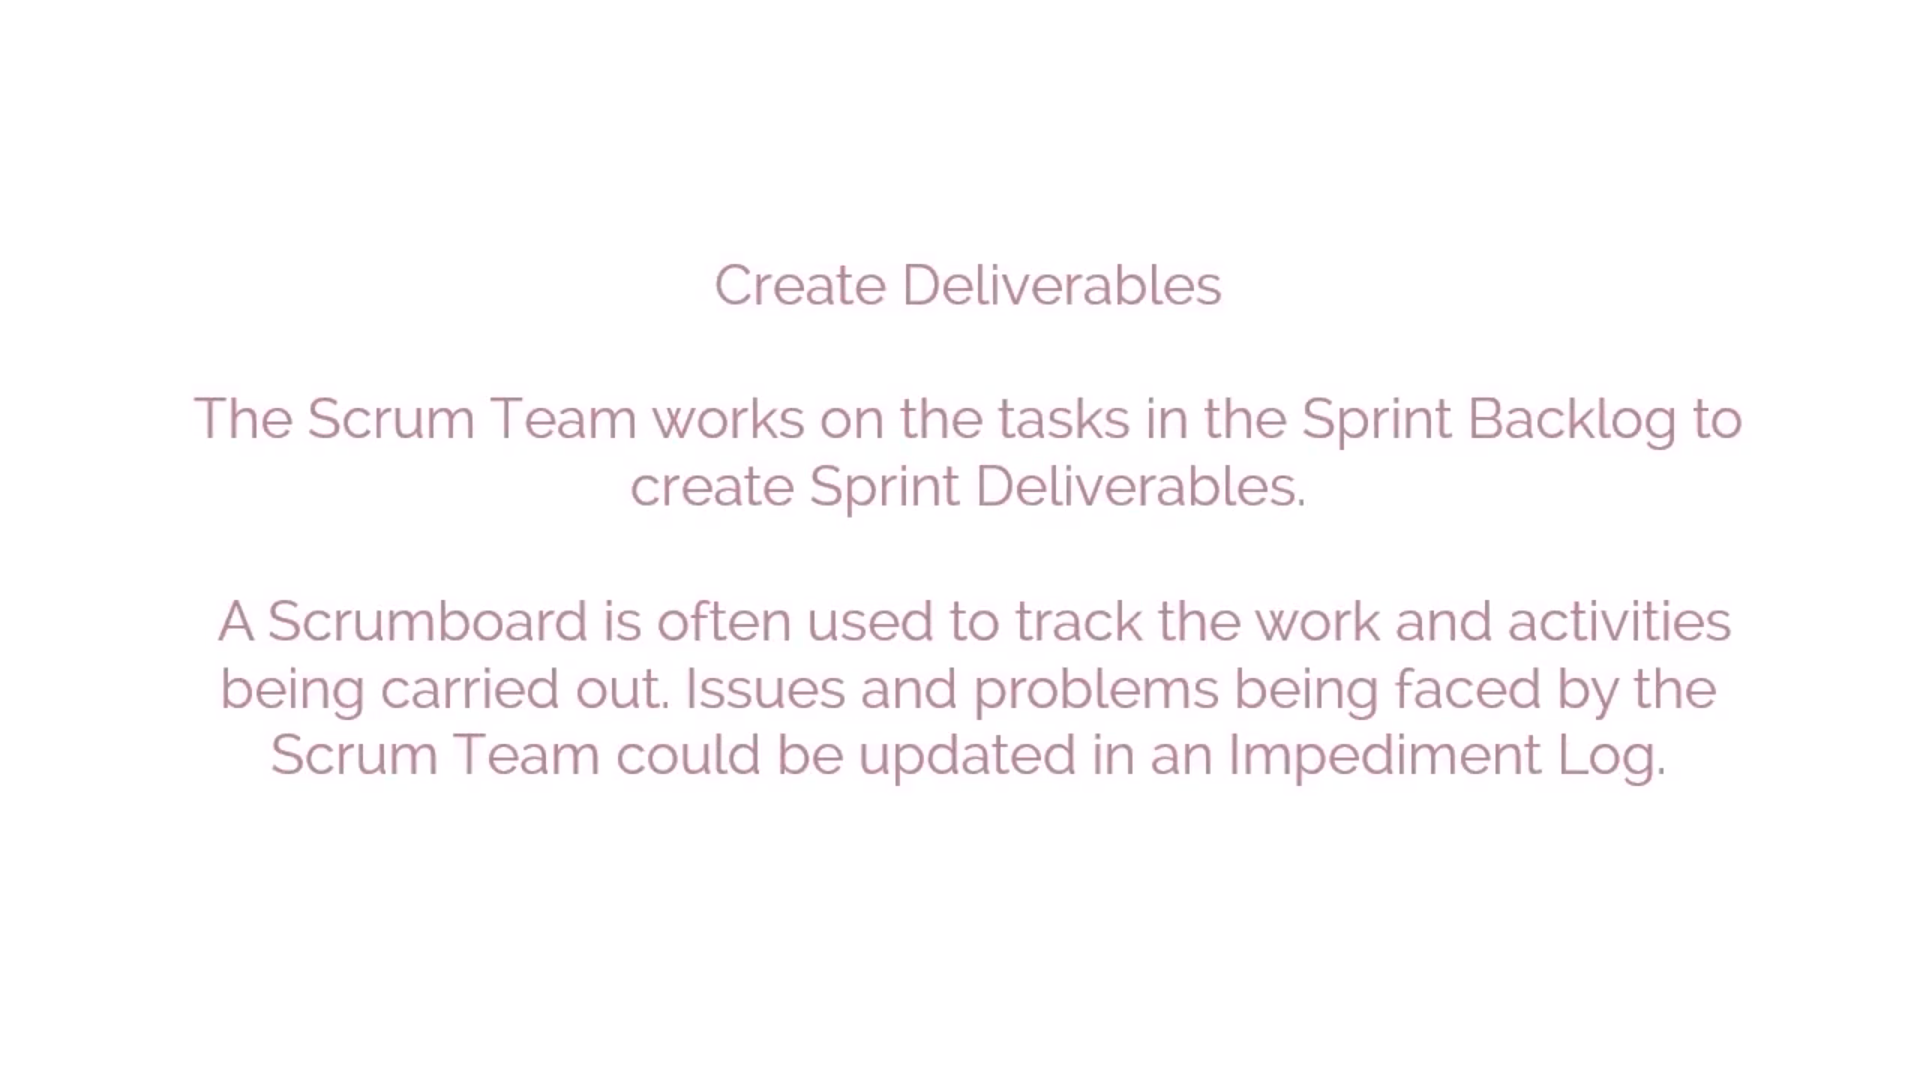 Create Deliverables
The Scrum Team works on the tasks in the Sprint Backlog to
create Sprint Deliverables.
A Scrumboard is often used to track the work and activities
being carried out. Issues and problems being faced by the
Scrum Team could be updated in an Impediment Log.